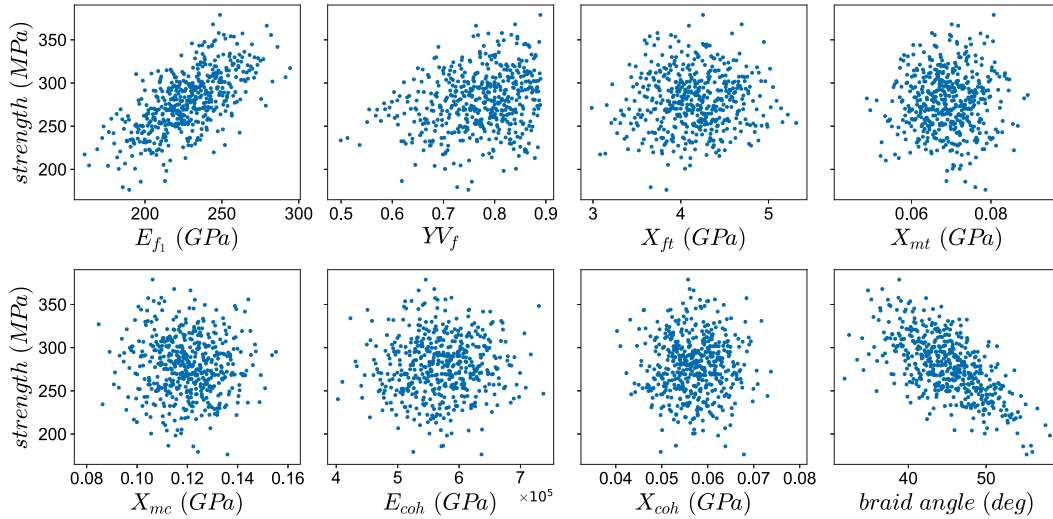 strength (MPa)
350
300
250
200
200 250 300
E_{f_1} (GPa)
0.5 0.6 0.7 0.8 0.9
YV_f
3 4 5
X_{ft} (GPa)
0.06 0.08
X_{mt} (GPa)
strength (MPa)
350
300
250
200
0.08 0.10 0.12 0.14 0.16
X_{mc} (GPa)
4 5 6 7
×10^5
E_{coh} (GPa)
0.04 0.05 0.06 0.07 0.08
X_{coh} (GPa)
40 50
braid angle (deg)